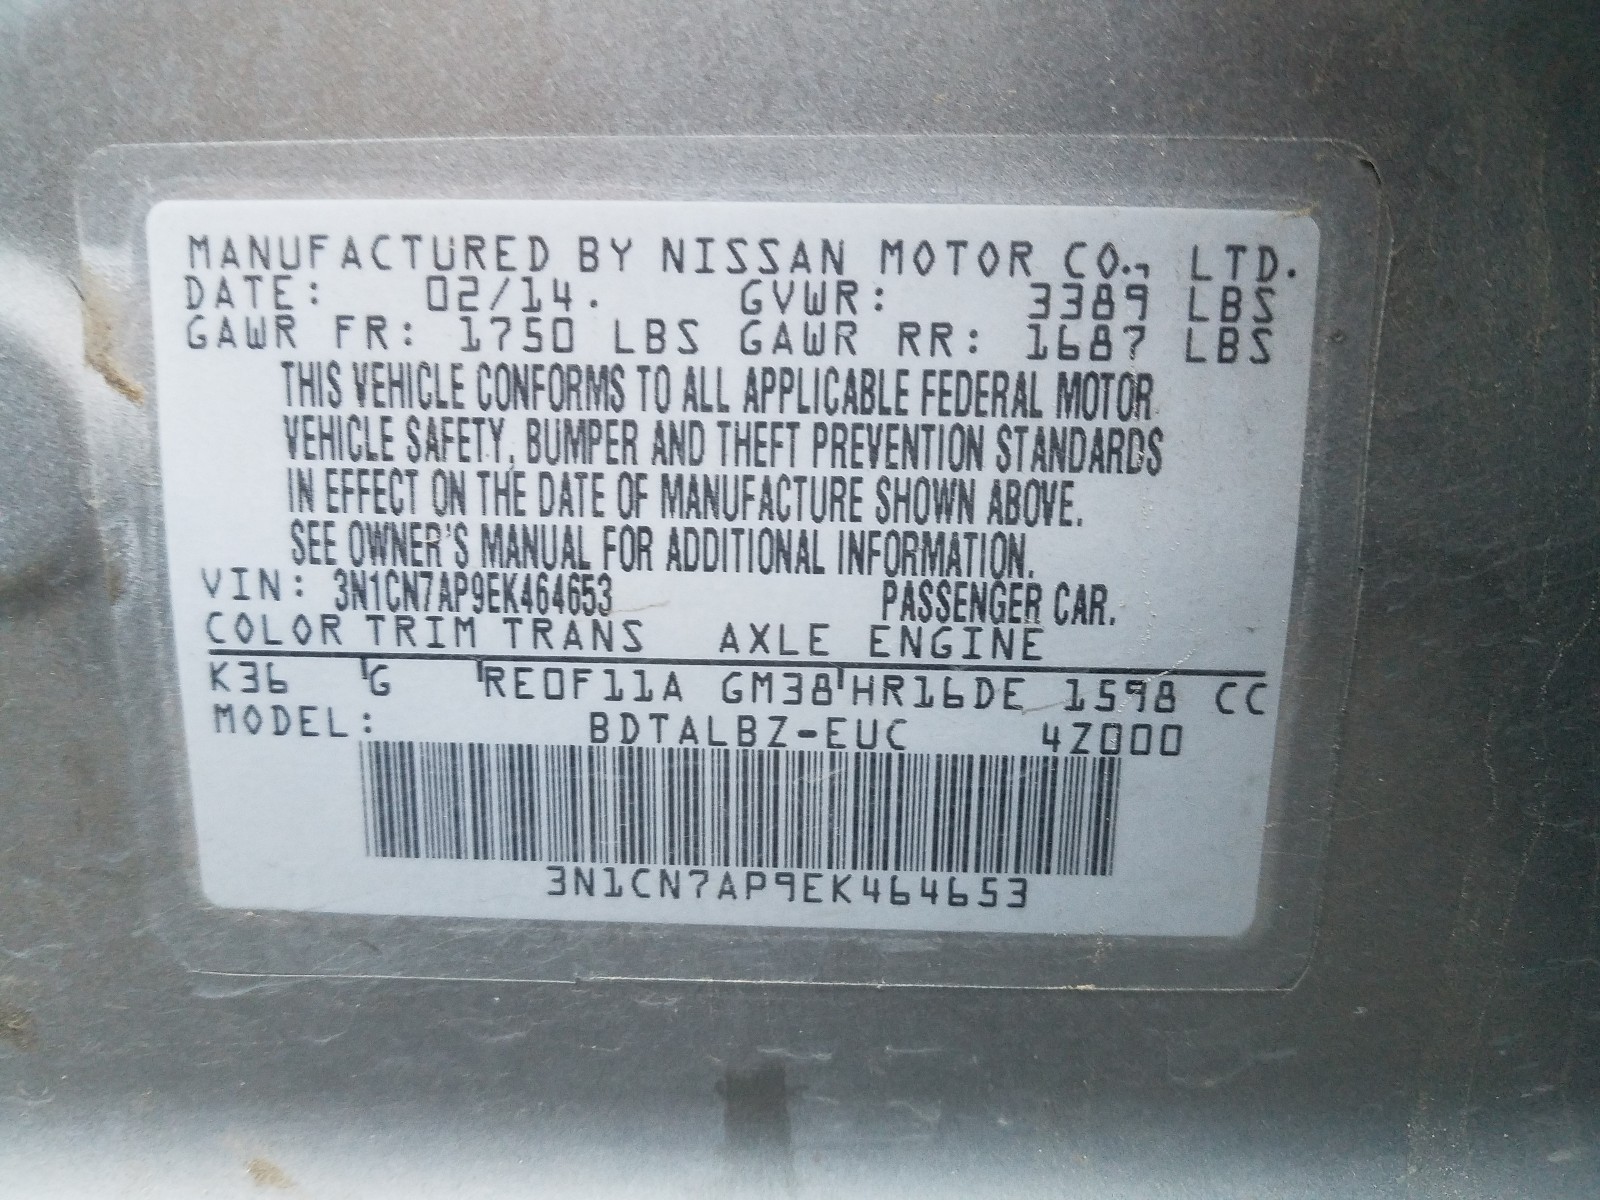 MANUFACTURED BY NISSAN MOTOR CO., LTD.
DATE: 02/14. GVWR: 3389 LBS
GAWR FR: 1750 LBS GAWR RR: 1687 LBS
THIS VEHICLE CONFORMS TO ALL APPLICABLE FEDERAL MOTOR
VEHICLE SAFETY, BUMPER AND THEFT PREVENTION STANDARDS
IN EFFECT ON THE DATE OF MANUFACTURE SHOWN ABOVE.
SEE OWNER'S MANUAL FOR ADDITIONAL INFORMATION.
VIN: 3N1CN7AP9EK464653 PASSENGER CAR.
COLOR TRIM TRANS AXLE ENGINE
K36 G RE0F11A GM38 HR16DE 1598 CC
MODEL: BDTALBZ-EUC 4Z000
3N1CN7AP9EK464653